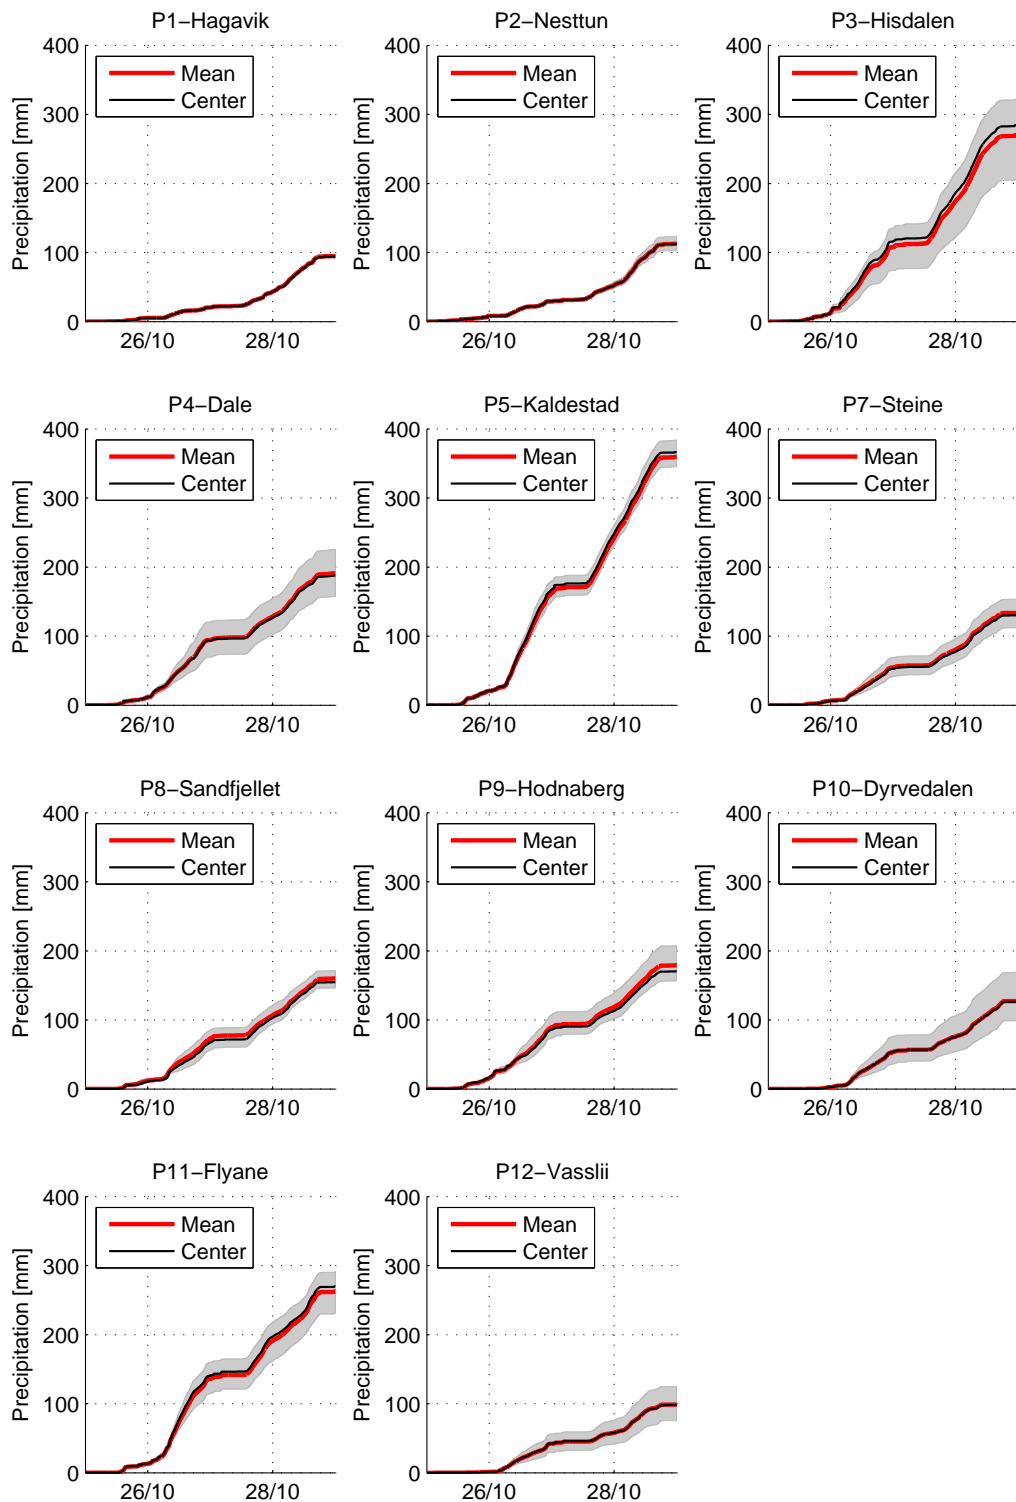 P1−Hagavik
400
300
200
100
0
Precipitation [mm]
Mean
Center
26/10 28/10
P2−Nesttun
400
300
200
100
0
Precipitation [mm]
Mean
Center
26/10 28/10
P3−Hisdalen
400
300
200
100
0
Precipitation [mm]
Mean
Center
26/10 28/10
P4−Dale
400
300
200
100
0
Precipitation [mm]
Mean
Center
26/10 28/10
P5−Kaldestad
400
300
200
100
0
Precipitation [mm]
Mean
Center
26/10 28/10
P7−Steine
400
300
200
100
0
Precipitation [mm]
Mean
Center
26/10 28/10
P8−Sandfjellet
400
300
200
100
0
Precipitation [mm]
Mean
Center
26/10 28/10
P9−Hodnaberg
400
300
200
100
0
Precipitation [mm]
Mean
Center
26/10 28/10
P10−Dyrvedalen
400
300
200
100
0
Precipitation [mm]
Mean
Center
26/10 28/10
P11−Flyane
400
300
200
100
0
Precipitation [mm]
Mean
Center
26/10 28/10
P12−Vasslii
400
300
200
100
0
Precipitation [mm]
Mean
Center
26/10 28/10